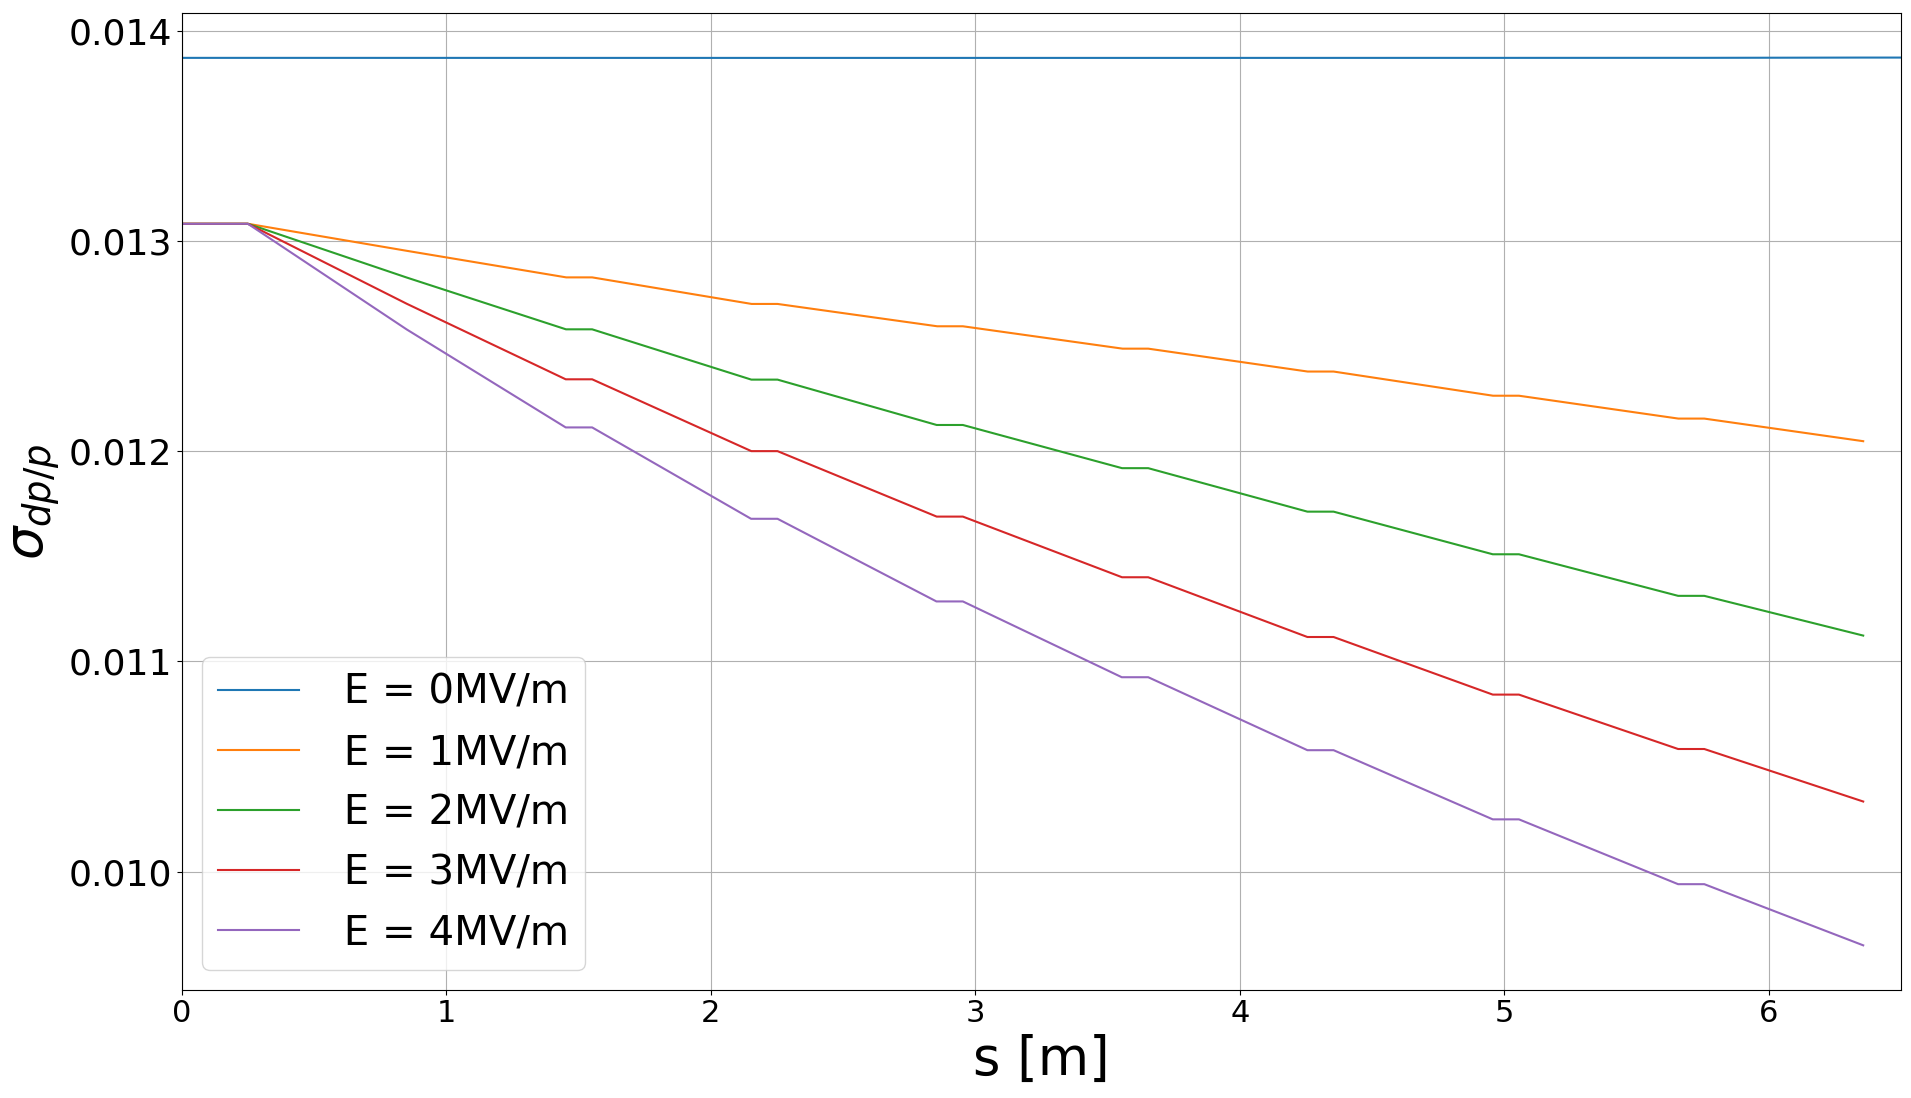 0.014
0.013
0.012
0.011
0.010
σdp/p
E = 0MV/m
E = 1MV/m
E = 2MV/m
E = 3MV/m
E = 4MV/m
0 1 2 3 4 5 6
s [m]